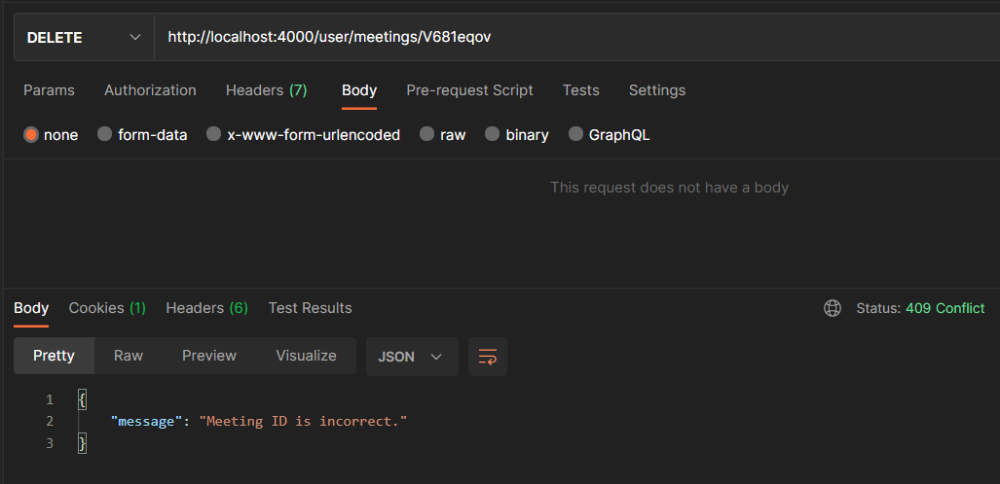 DELETE http://localhost:4000/user/meetings/V681eqov
Params Authorization Headers (7) Body Pre-request Script Tests Settings
none form-data x-www-form-urlencoded raw binary GraphQL
This request does not have a body
Body Cookies (1) Headers (6) Test Results Status: 409 Conflict
Pretty Raw Preview Visualize JSON
1 {
2 "message": "Meeting ID is incorrect."
3 }